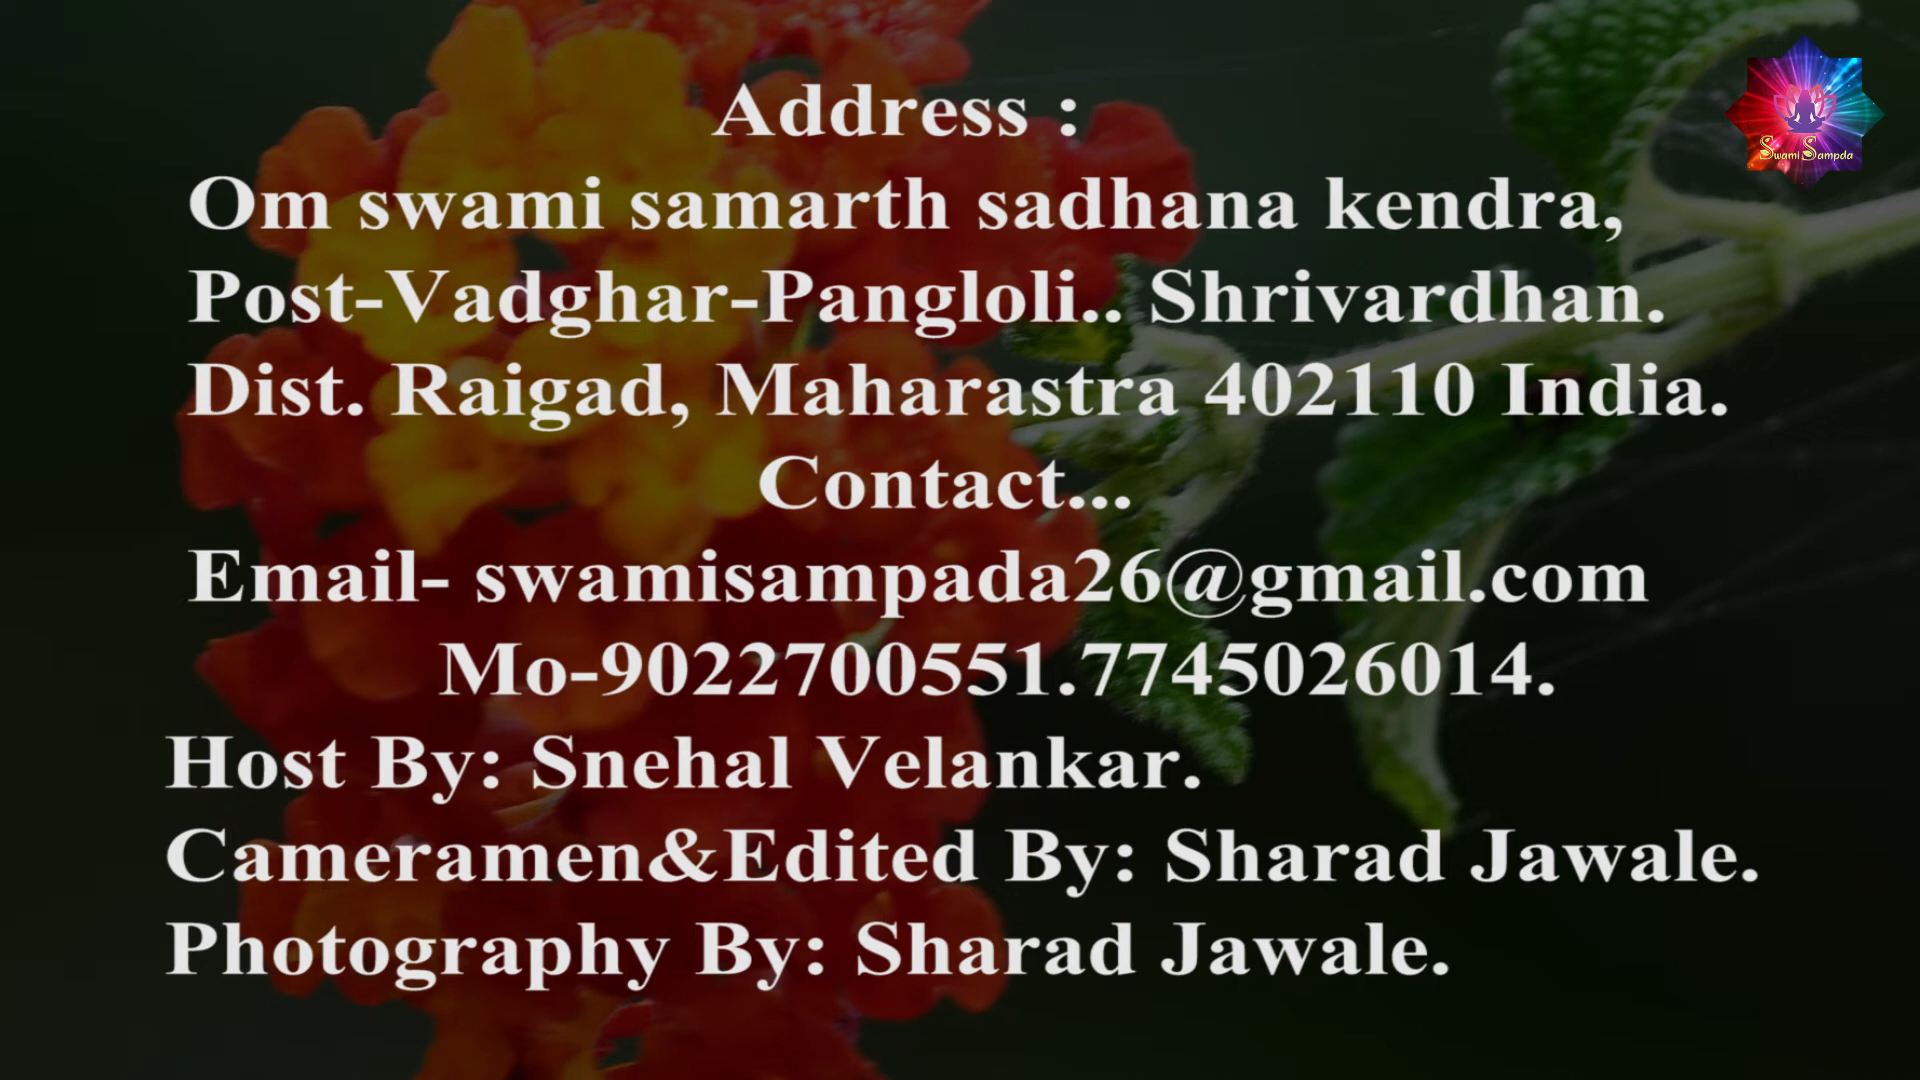 Swami Sampda
Address :
Om swami samarth sadhana kendra,
Post-Vadghar-Pangloli.. Shrivardhan.
Dist. Raigad, Maharastra 402110 India.
Contact...
Email- swamisampada26@gmail.com
Mo-9022700551.7745026014.
Host By: Snehal Velankar.
Cameramen&Edited By: Sharad Jawale.
Photography By: Sharad Jawale.